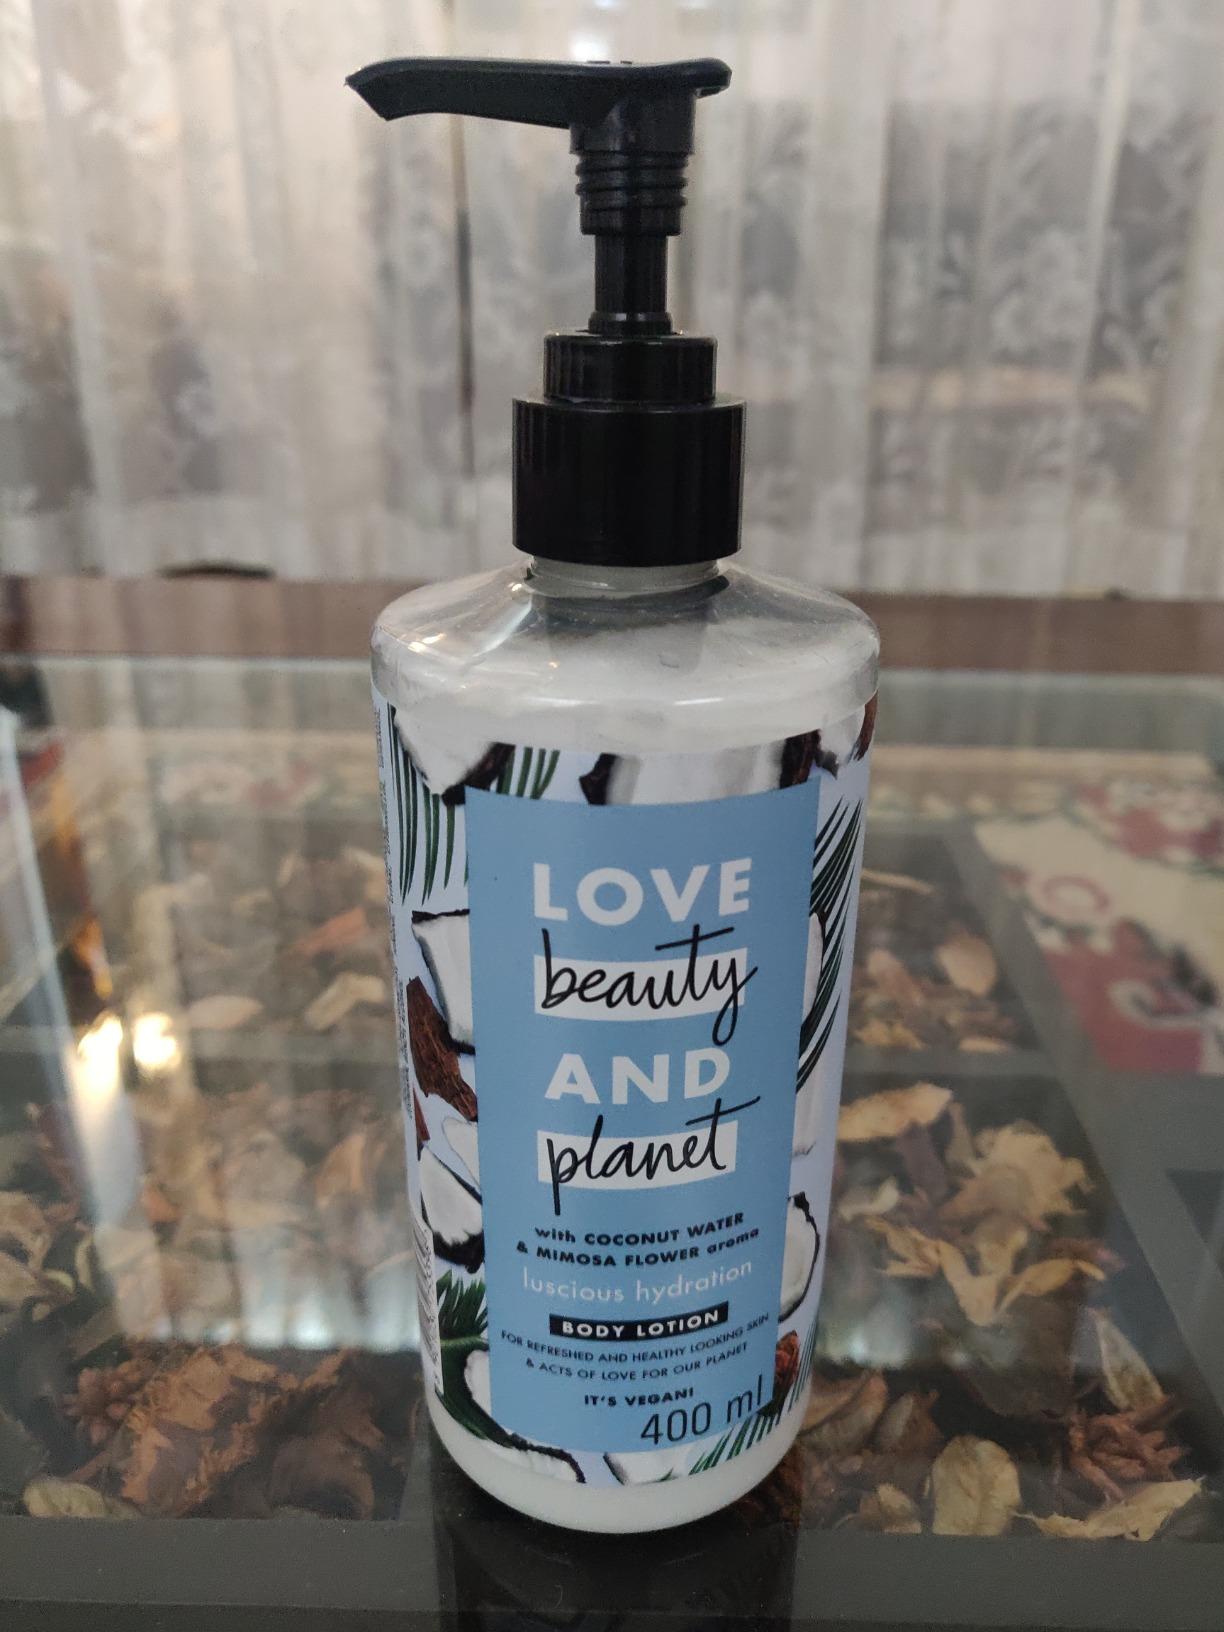 LOVE
beauty
AND
planet
with COCONUT WATER
& MIMOSA FLOWER aroma
luscious hydration
BODY LOTION
FOR REFRESHED AND HEALTHY LOOKING SKIN
& ACTS OF LOVE FOR OUR PLANET
IT'S VEGAN!
400 ml